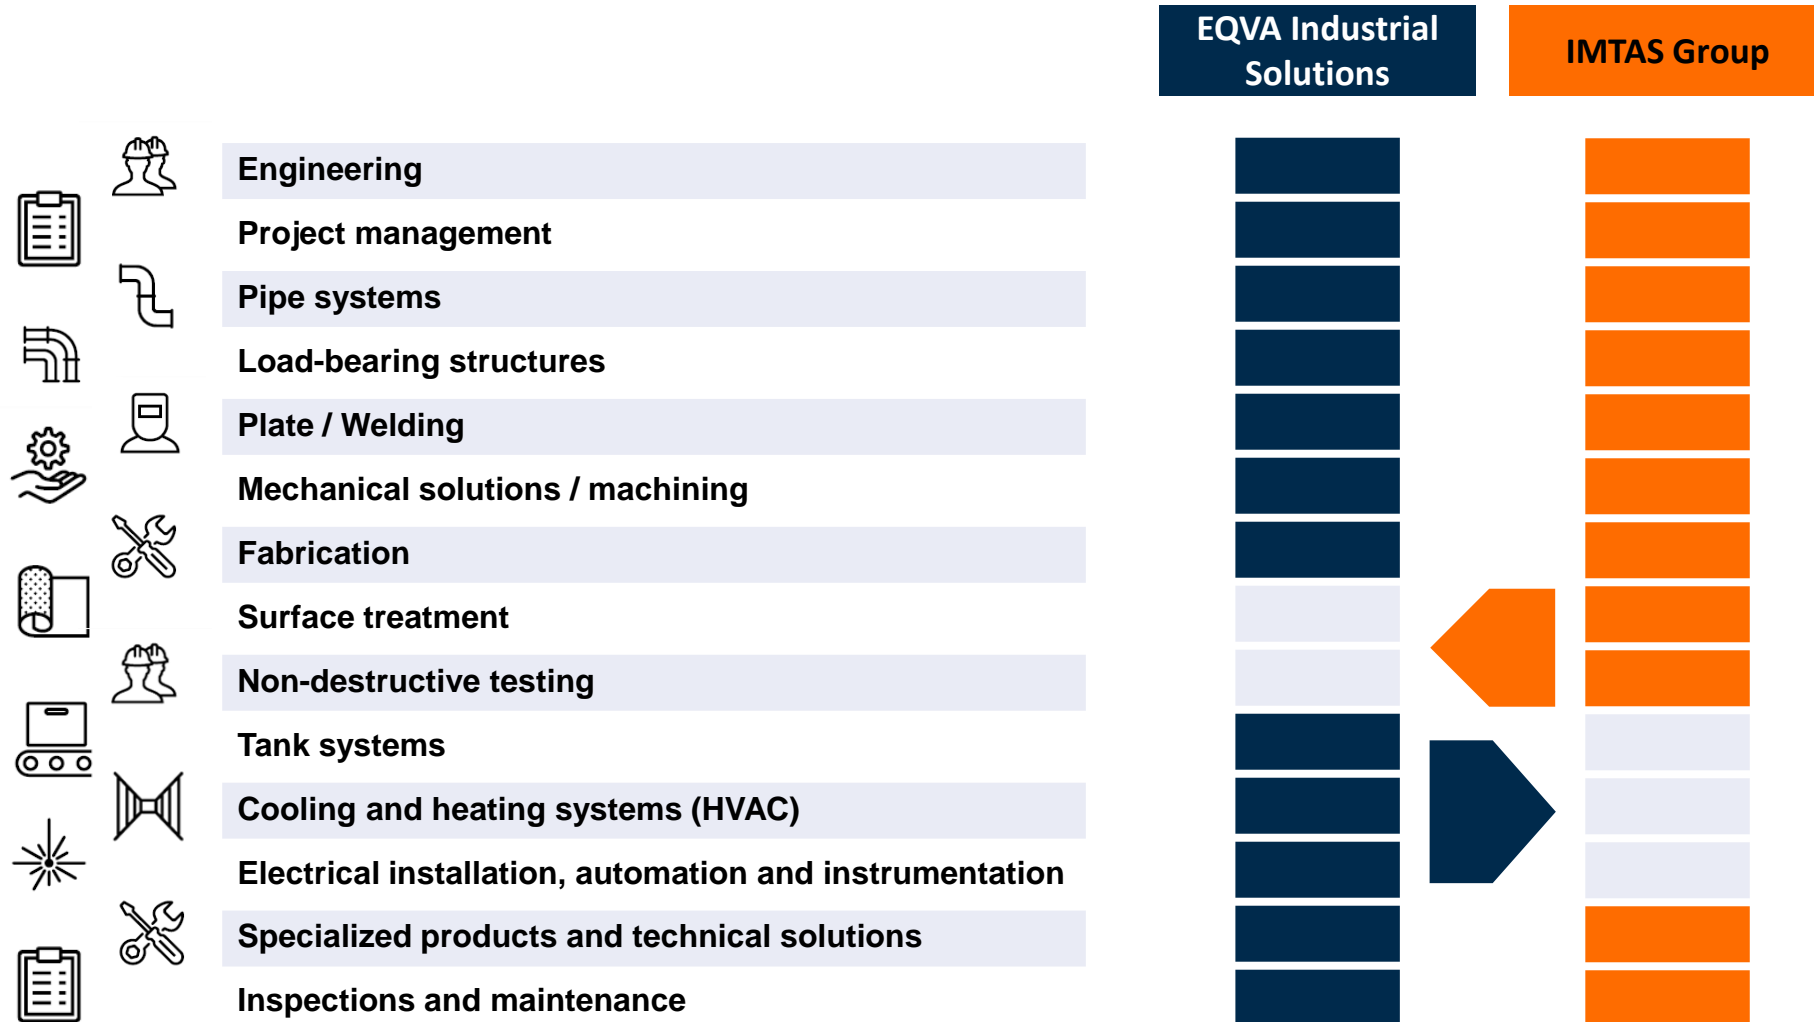 EQVA Industrial
Solutions
IMTAS Group
Engineering
Project management
Pipe systems
Load-bearing structures
Plate / Welding
Mechanical solutions / machining
Fabrication
Surface treatment
Non-destructive testing
Tank systems
Cooling and heating systems (HVAC)
Electrical installation, automation and instrumentation
Specialized products and technical solutions
Inspections and maintenance